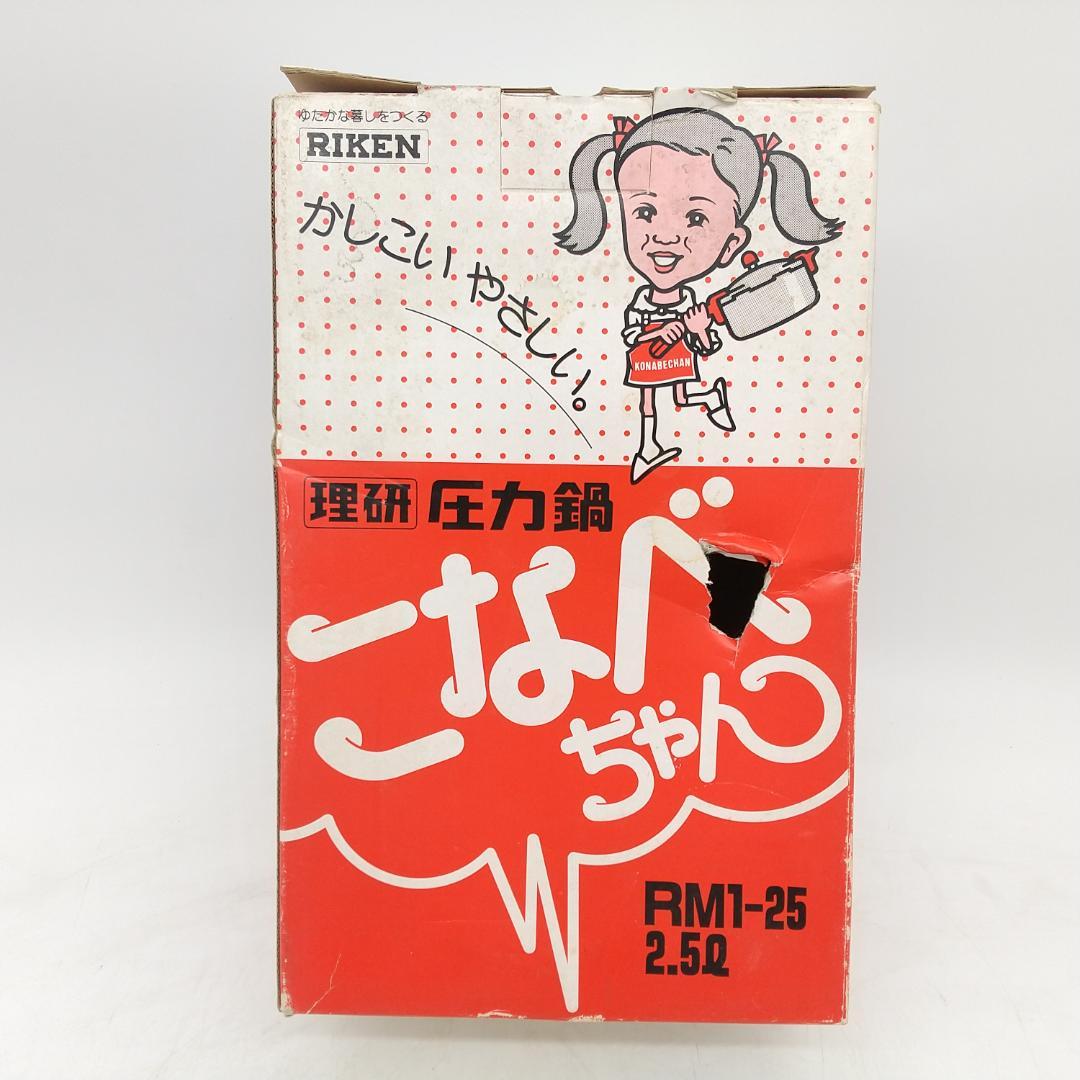 ゆたかな暮しをつくる
RIKEN
かしこい やさしい。
KONABECHAN
理研 圧力鍋
こなべ
ちゃん
RM1-25
2.5ℓ